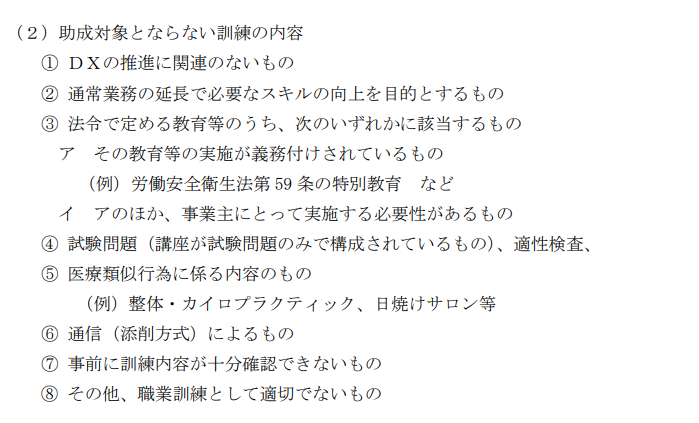 （２）助成対象とならない訓練の内容
① ＤＸの推進に関連のないもの
② 通常業務の延長で必要なスキルの向上を目的とするもの
③ 法令で定める教育等のうち、次のいずれかに該当するもの
ア　その教育等の実施が義務付けされているもの
（例）労働安全衛生法第 59 条の特別教育　など
イ　アのほか、事業主にとって実施する必要性があるもの
④ 試験問題（講座が試験問題のみで構成されているもの）、適性検査、
⑤ 医療類似行為に係る内容のもの
（例）整体・カイロプラクティック、日焼けサロン等
⑥ 通信（添削方式）によるもの
⑦ 事前に訓練内容が十分確認できないもの
⑧ その他、職業訓練として適切でないもの